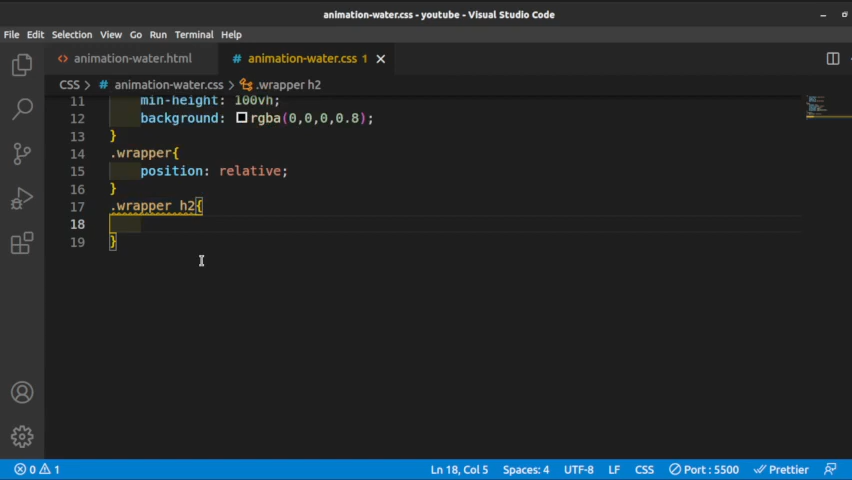 animation-water.css - youtube - Visual Studio Code
File Edit Selection View Go Run Terminal Help
<> animation-water.html # animation-water.css 1
CSS > # animation-water.css > .wrapper h2
11 min-height: 100vh;
12 background: rgba(0,0,0,0.8);
13 }
14 .wrapper{
15 position: relative;
16 }
17 .wrapper h2{
18
19 }
0 1 Ln 18, Col 5 Spaces: 4 UTF-8 LF CSS Port : 5500 Prettier